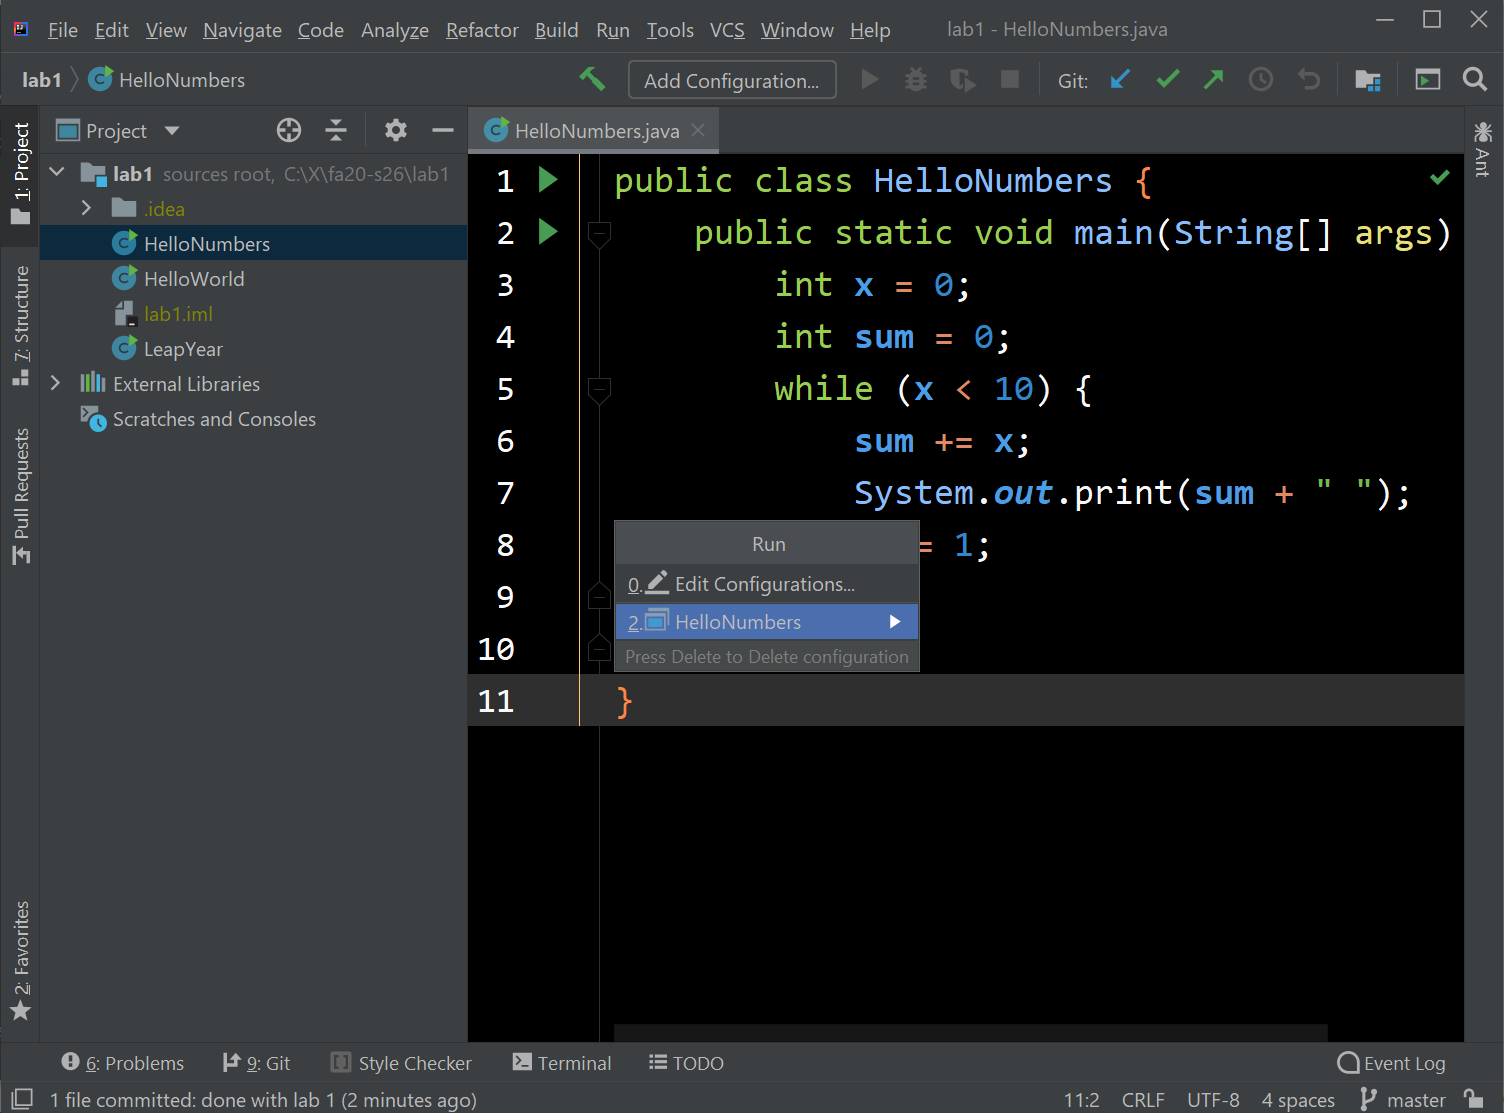 File Edit View Navigate Code Analyze Refactor Build Run Tools VCS Window Help lab1 - HelloNumbers.java
lab1 HelloNumbers Add Configuration... Git:
1: Project
7: Structure
Pull Requests
2: Favorites
Project
lab1 sources root, C:\X\fa20-s26\lab1
.idea
HelloNumbers
HelloWorld
lab1.iml
LeapYear
External Libraries
Scratches and Consoles
HelloNumbers.java
1 public class HelloNumbers {
2 public static void main(String[] args)
3 int x = 0;
4 int sum = 0;
5 while (x < 10) {
6 sum += x;
7 System.out.print(sum + " ");
8 = 1;
9
10
11 }
Run
0. Edit Configurations...
2. HelloNumbers
Press Delete to Delete configuration
Ant
6: Problems 9: Git Style Checker Terminal TODO Event Log
1 file committed: done with lab 1 (2 minutes ago) 11:2 CRLF UTF-8 4 spaces master